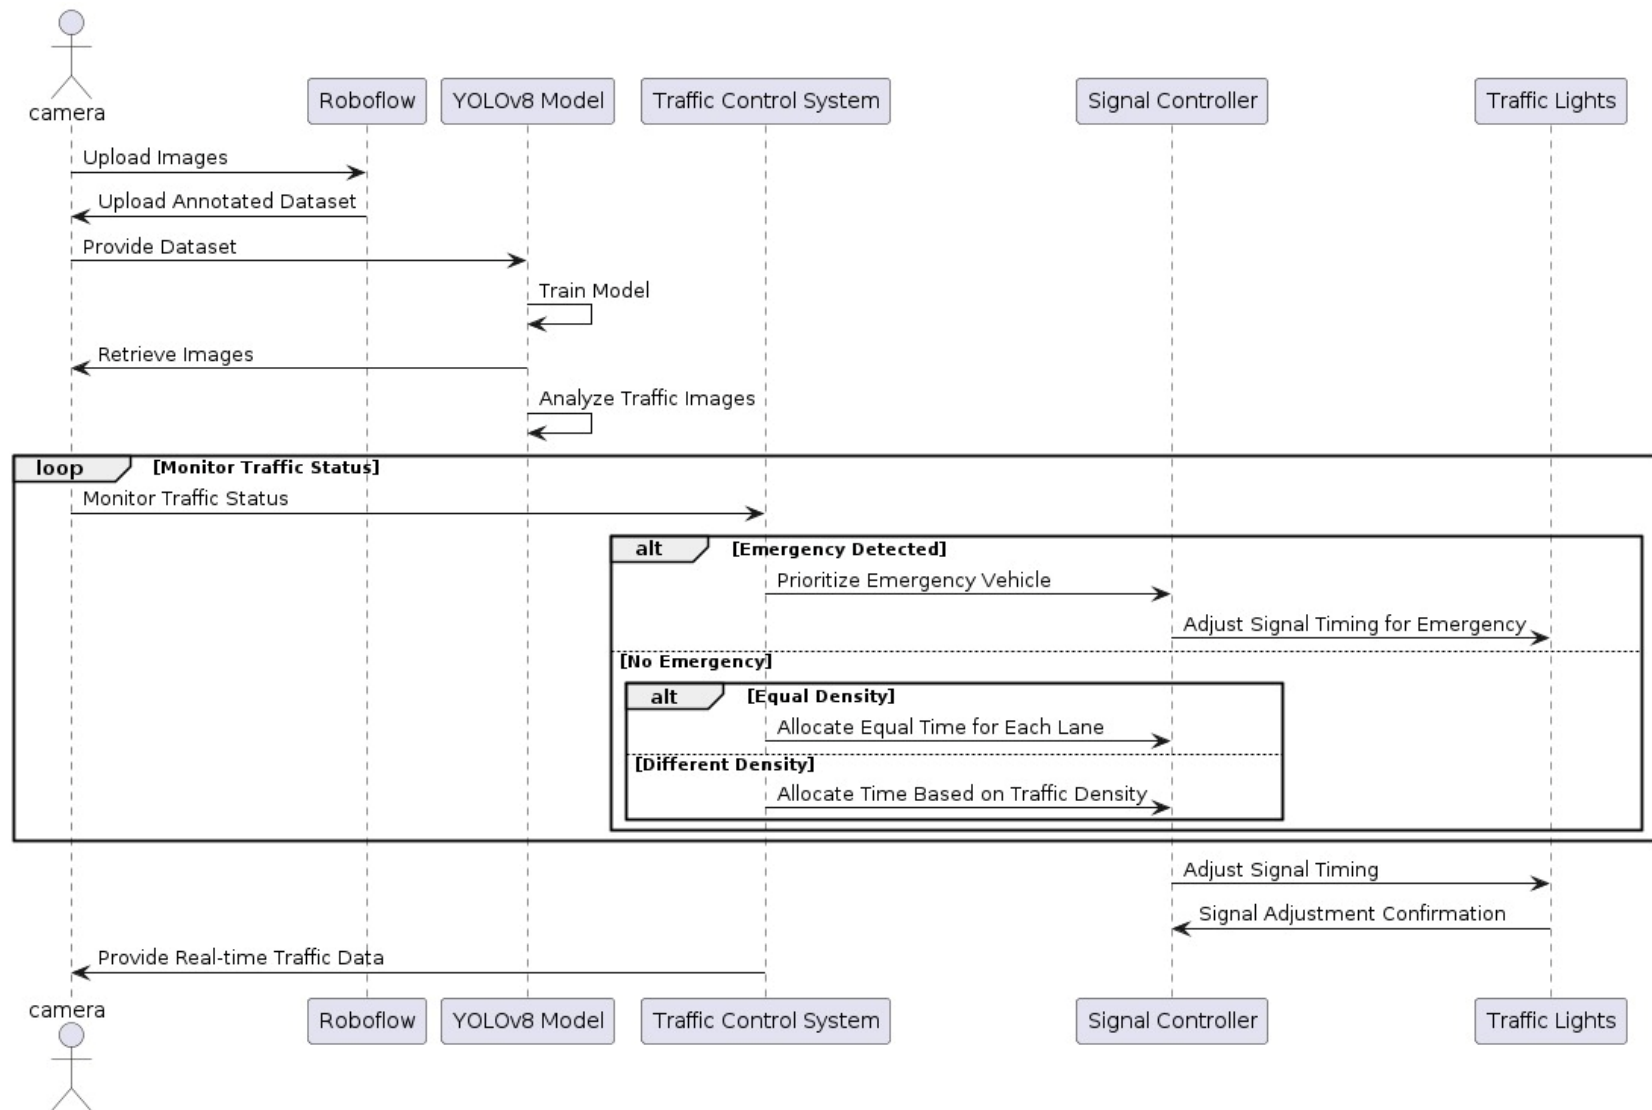 camera
Roboflow
YOLOv8 Model
Traffic Control System
Signal Controller
Traffic Lights
Upload Images
Upload Annotated Dataset
Provide Dataset
Train Model
Retrieve Images
Analyze Traffic Images
loop [Monitor Traffic Status]
Monitor Traffic Status
alt [Emergency Detected]
Prioritize Emergency Vehicle
Adjust Signal Timing for Emergency
[No Emergency]
alt [Equal Density]
Allocate Equal Time for Each Lane
[Different Density]
Allocate Time Based on Traffic Density
Adjust Signal Timing
Signal Adjustment Confirmation
Provide Real-time Traffic Data
camera
Roboflow
YOLOv8 Model
Traffic Control System
Signal Controller
Traffic Lights